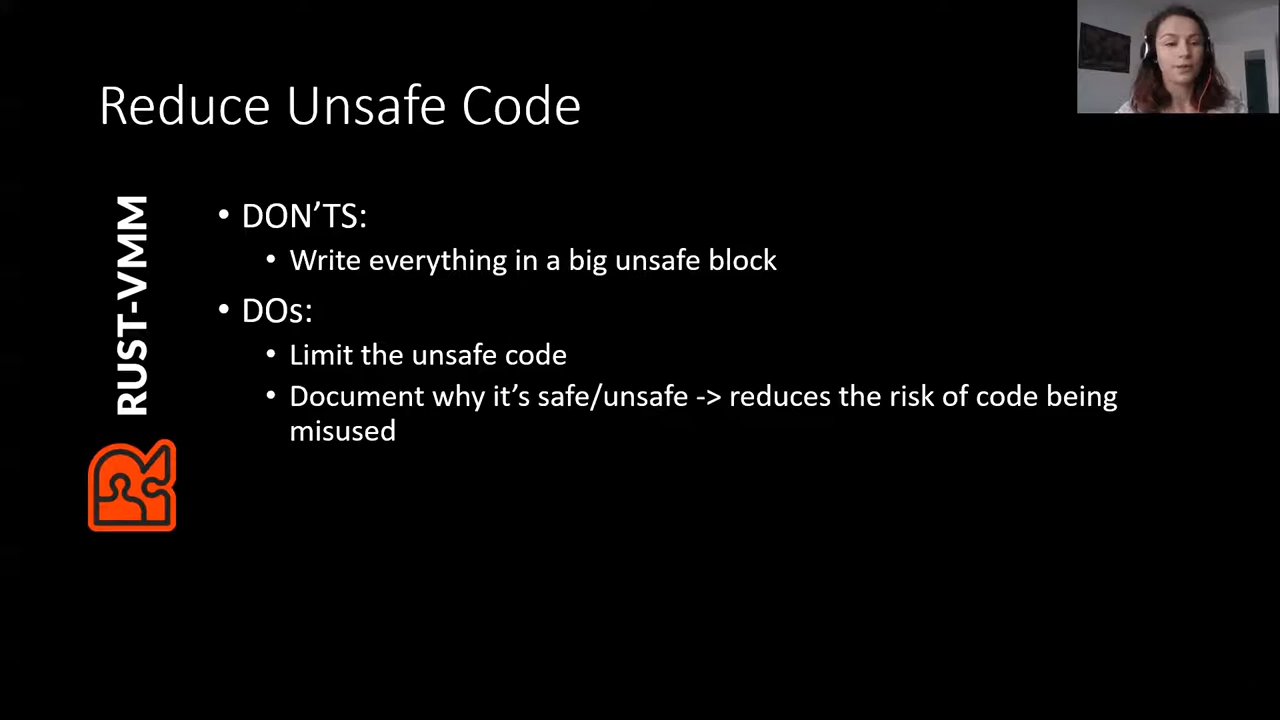 Reduce Unsafe Code
RUST-VMM
• DON’TS:
• Write everything in a big unsafe block
• DOs:
• Limit the unsafe code
• Document why it’s safe/unsafe -> reduces the risk of code being
misused